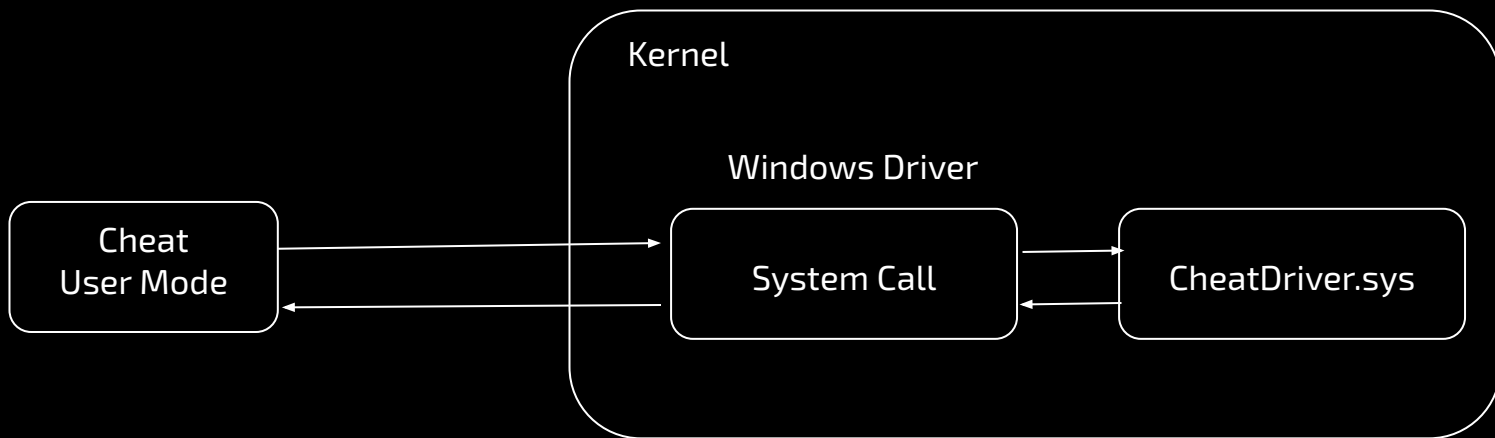 Kernel
Windows Driver
Cheat
User Mode
System Call
CheatDriver.sys